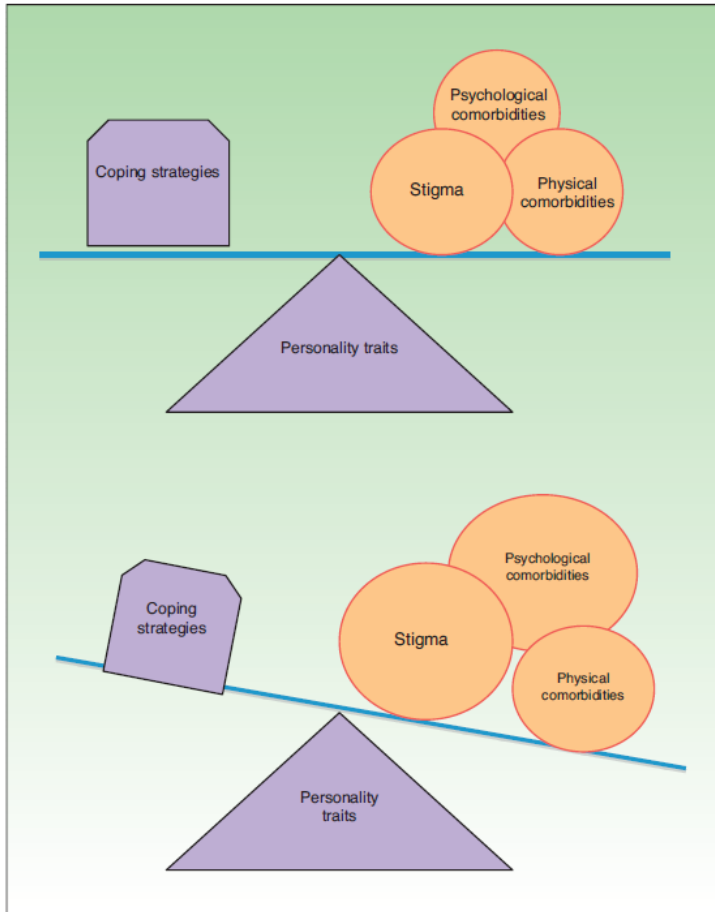 Psychological
comorbidities
Coping strategies
Stigma
Physical
comorbidities
Personality traits
Psychological
comorbidities
Coping
strategies
Stigma
Physical
comorbidities
Personality
traits